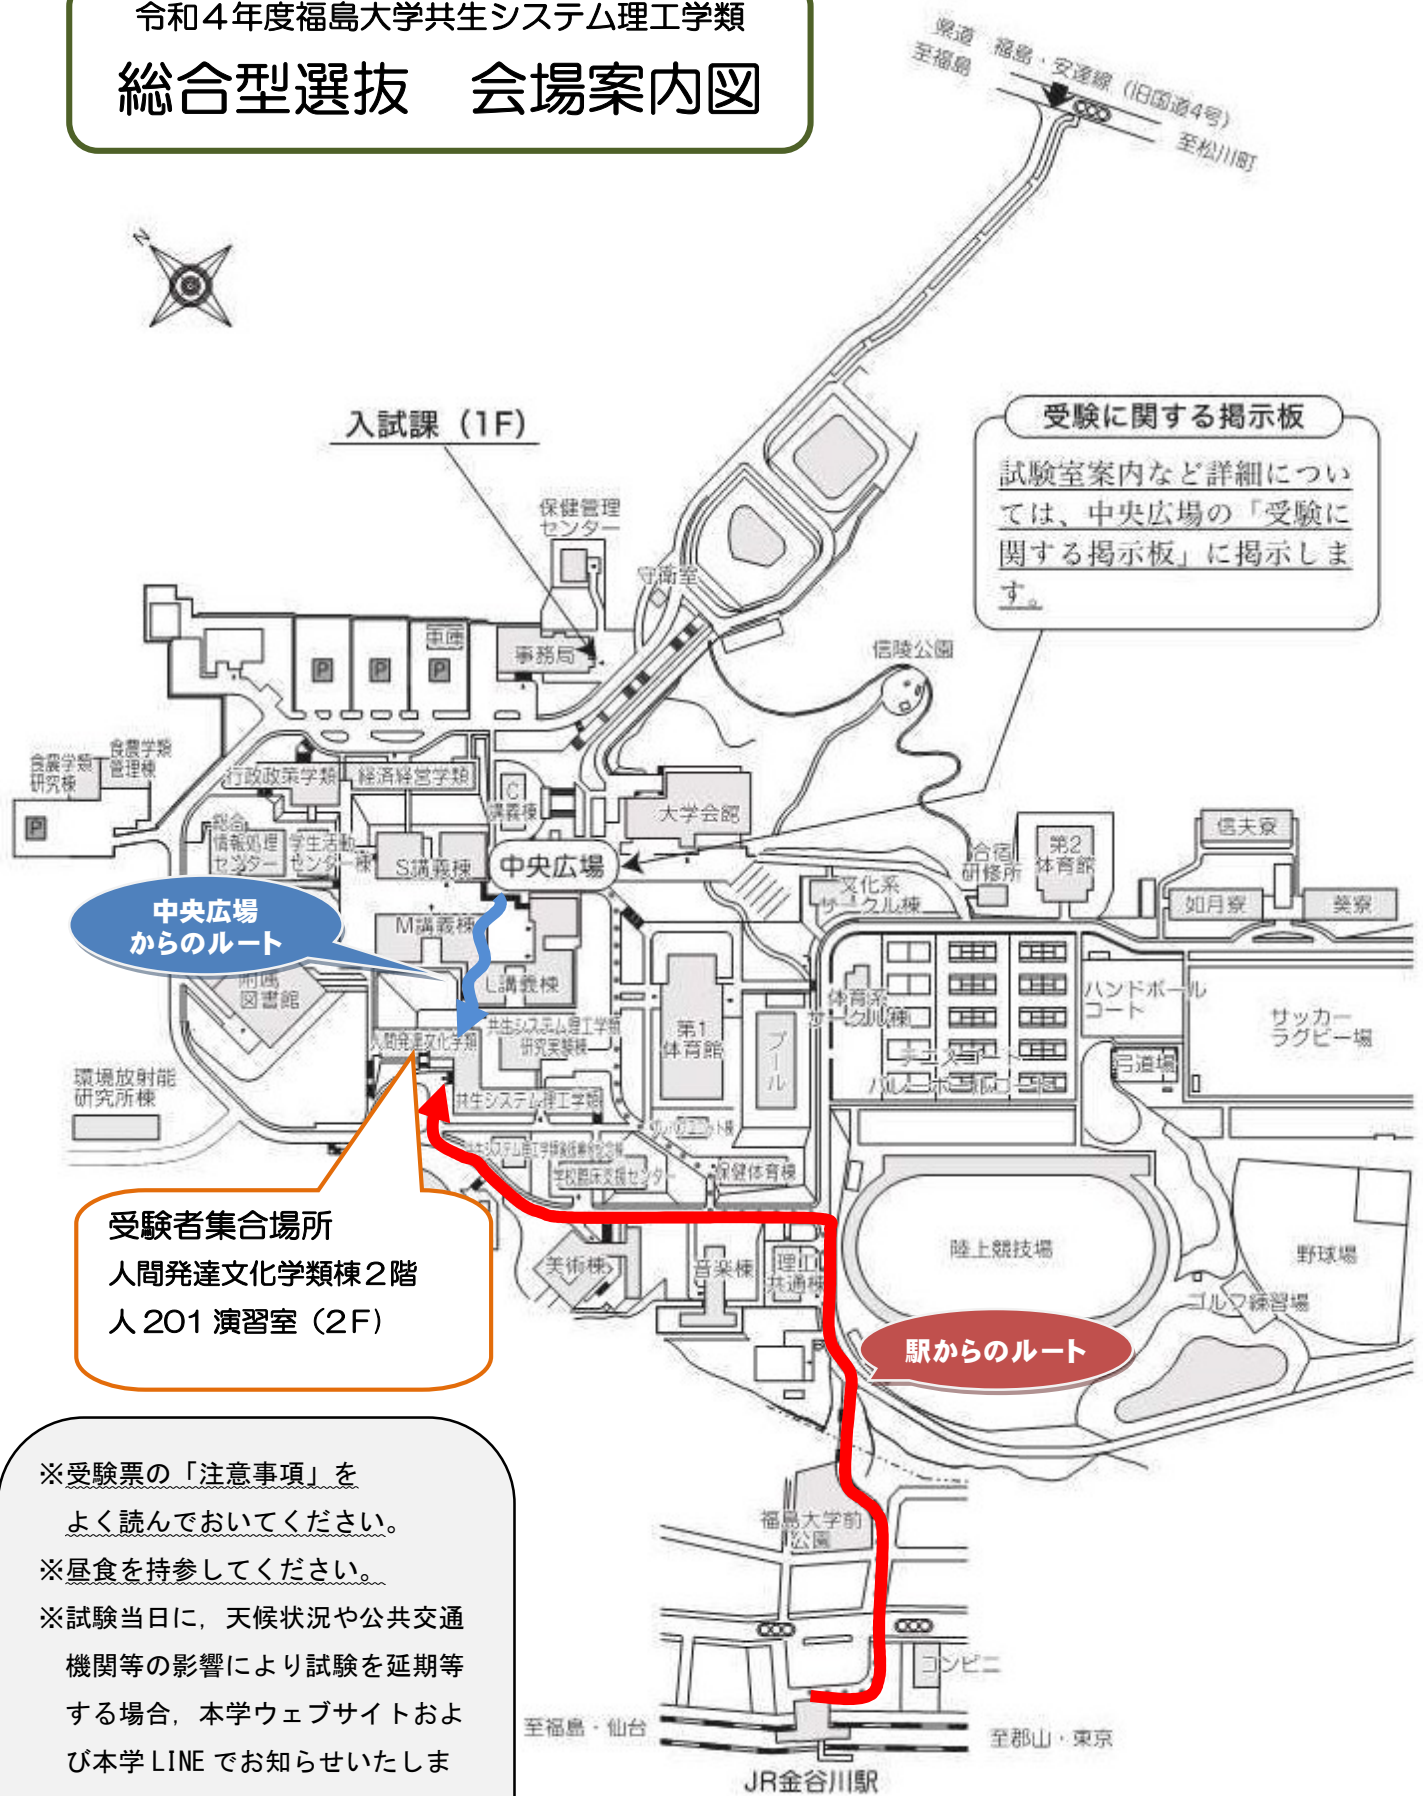 令和４年度福島大学共生システム理工学類
総合型選抜　会場案内図
県道　福島・安達線（旧国道4号）
至福島
至松川町
N
入試課（1F）
保健管理
センター
守衛室
受験に関する掲示板
試験室案内など詳細につい
ては、中央広場の「受験に
関する掲示板」に掲示しま
す。
信陵公園
車庫
事務局
P
P
P
食農学類
研究棟
食農学類
管理棟
P
行政政策学類
経済経営学類
C
講義棟
大学会館
総合
情報処理
センター
学生活動
センター
棟
S講義棟
中央広場
合宿
研修所
第2
体育館
信夫寮
如月寮
葵寮
文化系
サークル棟
中央広場
からのルート
M講義棟
L講義棟
附属
図書館
人間発達文化学類
共生システム理工学類
研究実験棟
共生システム理工学類
第1
体育館
プール
体育系
サークル棟
テニスコート
バレーボールコート
ハンドボール
コート
弓道場
サッカー
ラグビー場
環境放射能
研究所棟
学校臨床支援センター
保健体育棟
受験者集合場所
人間発達文化学類棟２階
人 201 演習室（２F）
美術棟
音楽棟
理工
共通棟
陸上競技場
野球場
ゴルフ練習場
駅からのルート
※受験票の「注意事項」を
よく読んでおいてください。
※昼食を持参してください。
※試験当日に，天候状況や公共交通
機関等の影響により試験を延期等
する場合，本学ウェブサイトおよ
び本学 LINE でお知らせいたしま
福島大学前
公園
コンビニ
至福島・仙台
至郡山・東京
JR金谷川駅